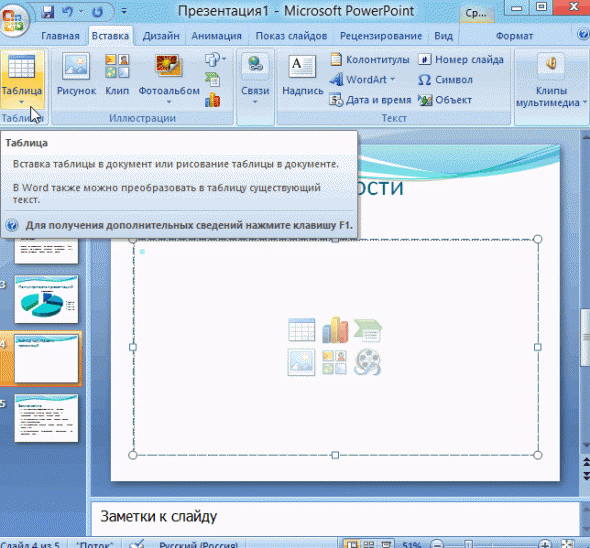 Презентация1 - Microsoft PowerPoint
Ср...
Главная Вставка Дизайн Анимация Показ слайдов Рецензирование Вид Формат
Таблица
Рисунок
Клип
Фотоальбом
Связи
Надпись
Колонтитулы
WordArt
Дата и время
Номер слайда
Символ
Объект
Клипы
мультимедиа
Таблицы
Иллюстрации
Текст
Таблица
Вставка таблицы в документ или рисование таблицы в документе.
В Word также можно преобразовать в таблицу существующий
текст.
Для получения дополнительных сведений нажмите клавишу F1.
ости
3
4
5
Заметки к слайду
Слайд 4 из 5 "Поток" Русский (Россия) 51%